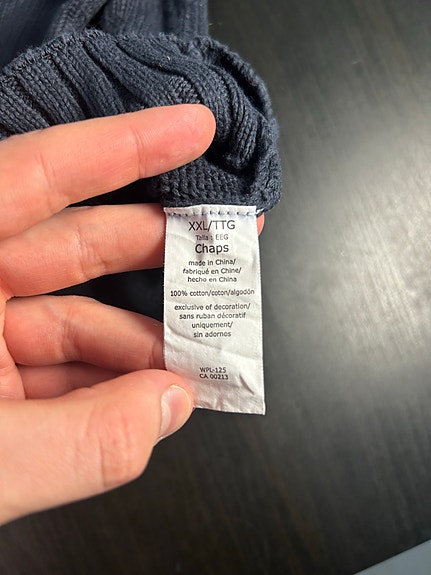 XXL/TTG
Talla : EEG
Chaps
made in China/
fabriqué en Chine/
hecho en China
100% cotton/coton/algodón
exclusive of decoration/
sans ruban décoratif
uniquement/
sin adornos
WPL-125
CA 00213